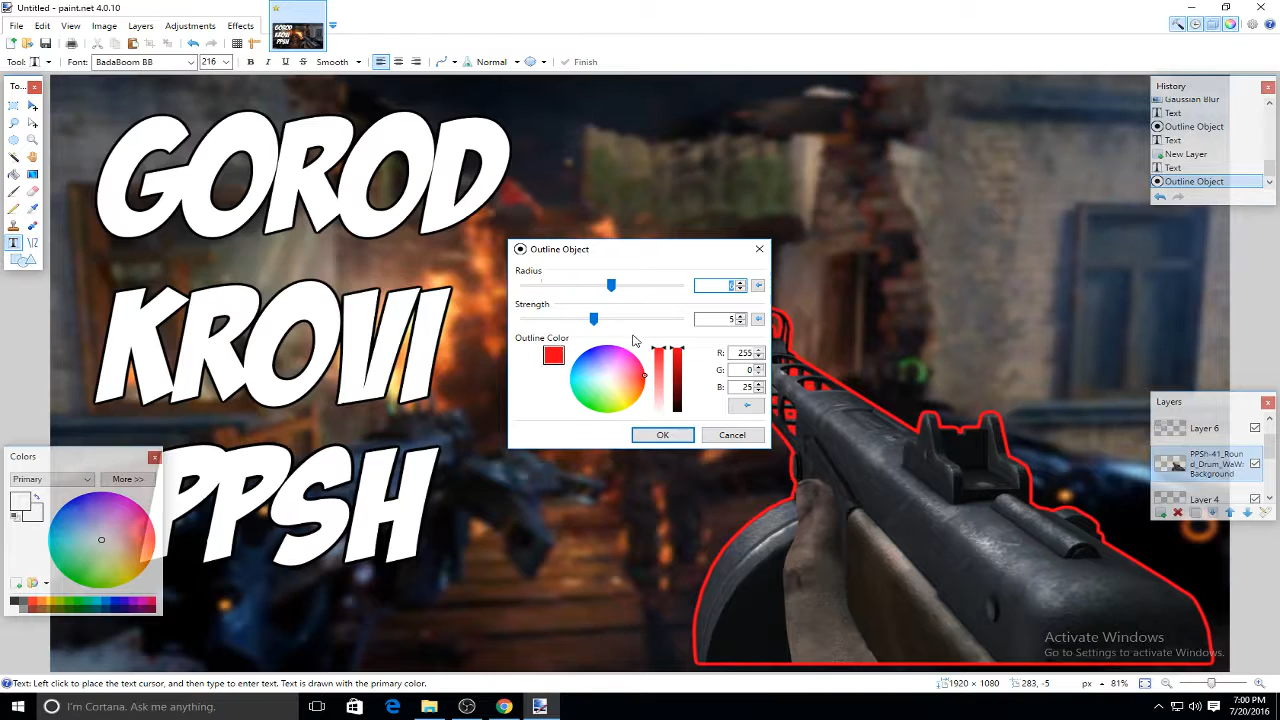 Untitled - paint.net 4.0.10
File Edit View Image Layers Adjustments Effects
Tool: T Font: BadaBoom BB 216 B I U S Smooth Normal Finish
To...
GOROD
KROVI
PPSH
History
Gaussian Blur
Text
Outline Object
Text
New Layer
Text
Outline Object
Outline Object
Radius
Strength
5
Outline Color
R: 255
G: 0
B: 25
OK Cancel
Layers
Layer 6
PPSh-41_Roun
d_Drum_WaW:
Background
Layer 4
Colors
Primary
More >>
Activate Windows
Go to Settings to activate Windows.
Text: Left click to place the text cursor, and then type to enter text. Text is drawn with the primary color.
1920 × 1080 283, -5 px 81%
I'm Cortana. Ask me anything.
7:00 PM
7/20/2016